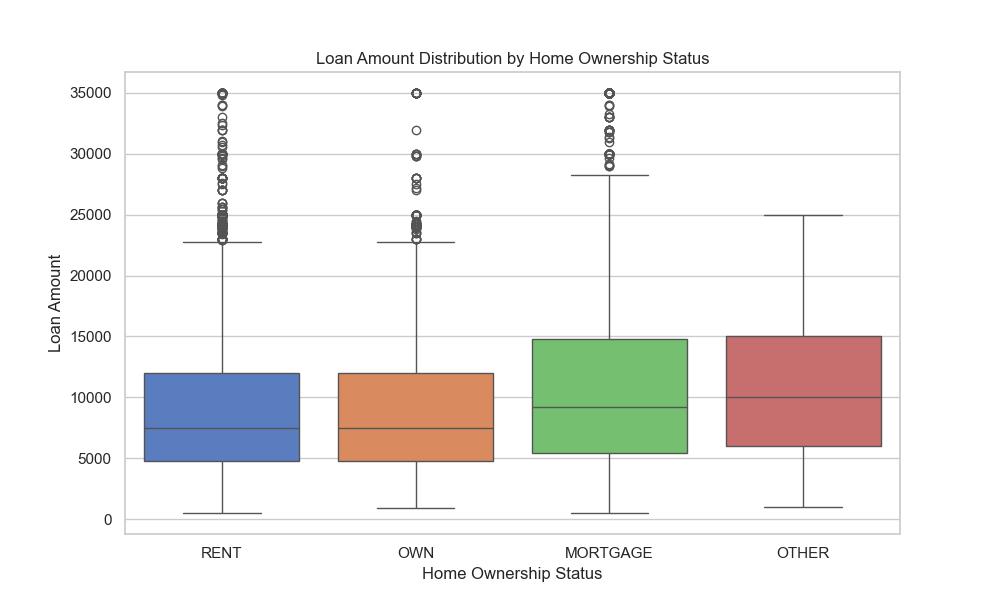 Loan Amount Distribution by Home Ownership Status
35000
30000
25000
20000
15000
10000
5000
0
Loan Amount
RENT OWN MORTGAGE OTHER
Home Ownership Status